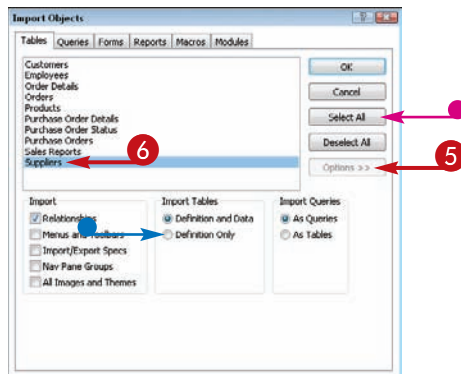 Import Objects
Tables Queries Forms Reports Macros Modules
Customers
Employees
Order Details
Orders
Products
Purchase Order Details
Purchase Order Status
Purchase Orders
Sales Reports
Suppliers
6
OK
Cancel
Select All
Deselect All
Options >>
5
Import
Relationships
Menus and Toolbars
Import/Export Specs
Nav Pane Groups
All Images and Themes
Import Tables
Definition and Data
Definition Only
Import Queries
As Queries
As Tables